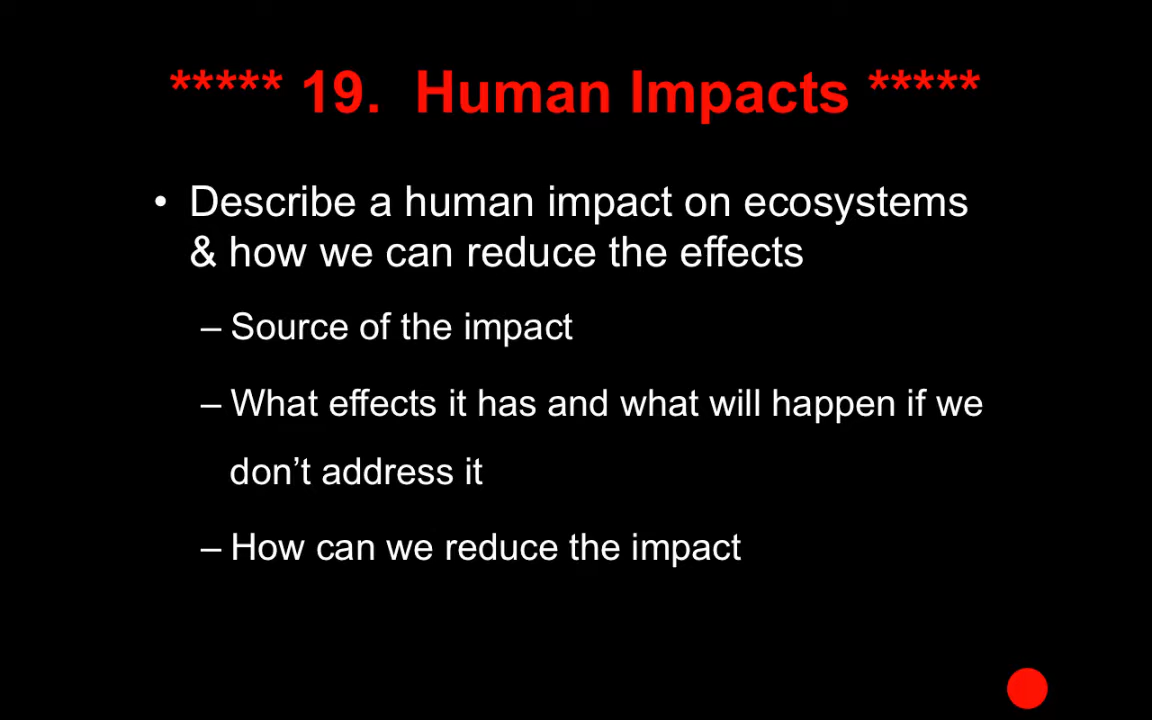 ***** 19.  Human Impacts *****
• Describe a human impact on ecosystems
& how we can reduce the effects
– Source of the impact
– What effects it has and what will happen if we
don’t address it
– How can we reduce the impact